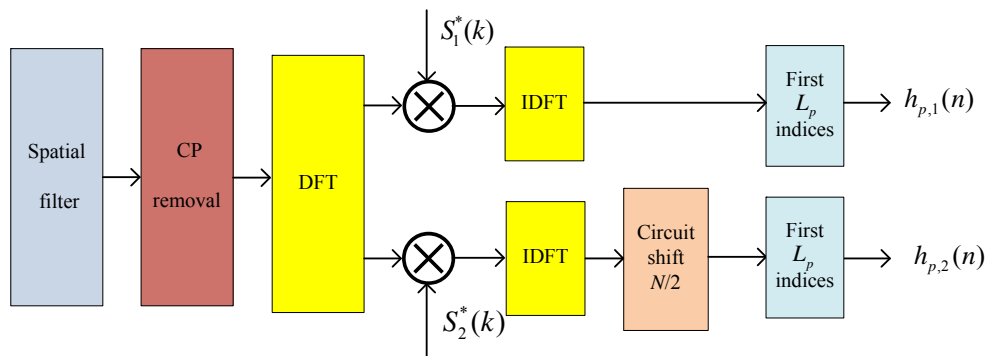 Spatial
filter
CP
removal
DFT
S₁*(k)
IDFT
First
Lₚ
indices
hₚ,₁(n)
S₂*(k)
IDFT
Circuit
shift
N/2
First
Lₚ
indices
hₚ,₂(n)